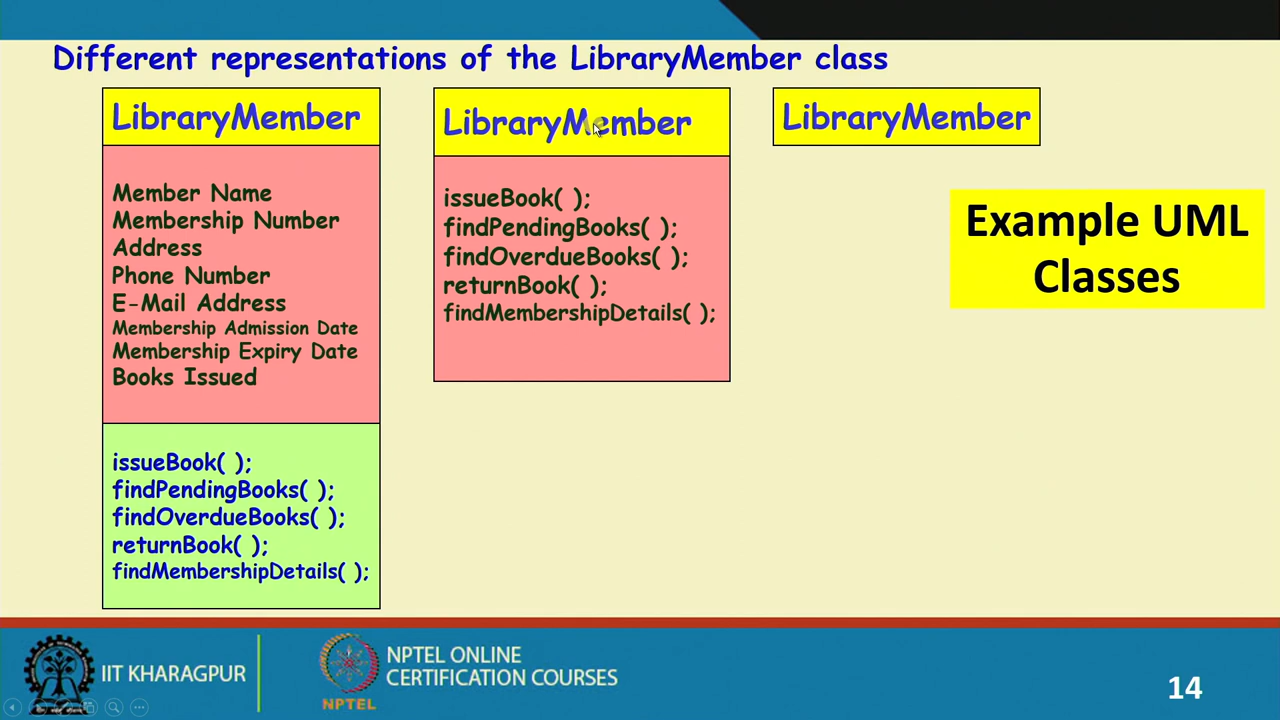 Different representations of the LibraryMember class
LibraryMember
Member Name
Membership Number
Address
Phone Number
E-Mail Address
Membership Admission Date
Membership Expiry Date
Books Issued
issueBook( );
findPendingBooks( );
findOverdueBooks( );
returnBook( );
findMembershipDetails( );
LibraryMember
issueBook( );
findPendingBooks( );
findOverdueBooks( );
returnBook( );
findMembershipDetails( );
LibraryMember
Example UML
Classes
IIT KHARAGPUR
NPTEL
NPTEL ONLINE
CERTIFICATION COURSES
14